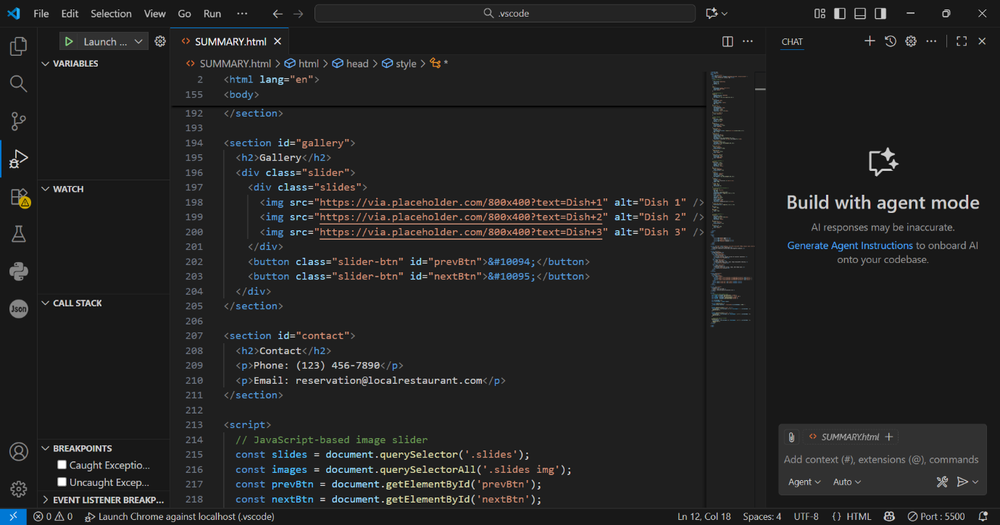 File Edit Selection View Go Run ··· .vscode
Launch ...
VARIABLES
WATCH
CALL STACK
BREAKPOINTS
Caught Exceptio...
Uncaught Excep...
EVENT LISTENER BREAKP...
Json
SUMMARY.html
SUMMARY.html > html > head > style > *
2 <html lang="en">
155 <body>
192 </section>
193
194 <section id="gallery">
195 <h2>Gallery</h2>
196 <div class="slider">
197 <div class="slides">
198 <img src="https://via.placeholder.com/800x400?text=Dish+1" alt="Dish 1" />
199 <img src="https://via.placeholder.com/800x400?text=Dish+2" alt="Dish 2" />
200 <img src="https://via.placeholder.com/800x400?text=Dish+3" alt="Dish 3" />
201 </div>
202 <button class="slider-btn" id="prevBtn">&#10094;</button>
203 <button class="slider-btn" id="nextBtn">&#10095;</button>
204 </div>
205 </section>
206
207 <section id="contact">
208 <h2>Contact</h2>
209 <p>Phone: (123) 456-7890</p>
210 <p>Email: reservation@localrestaurant.com</p>
211 </section>
212
213 <script>
214 // JavaScript-based image slider
215 const slides = document.querySelector('.slides');
216 const images = document.querySelectorAll('.slides img');
217 const prevBtn = document.getElementById('prevBtn');
218 const nextBtn = document.getElementById('nextBtn');
CHAT
Build with agent mode
AI responses may be inaccurate.
Generate Agent Instructions to onboard AI
onto your codebase.
SUMMARY.html
Add context (#), extensions (@), commands
Agent Auto
0 0 Launch Chrome against localhost (.vscode)
Ln 12, Col 18 Spaces: 4 UTF-8 {} HTML Port : 5500